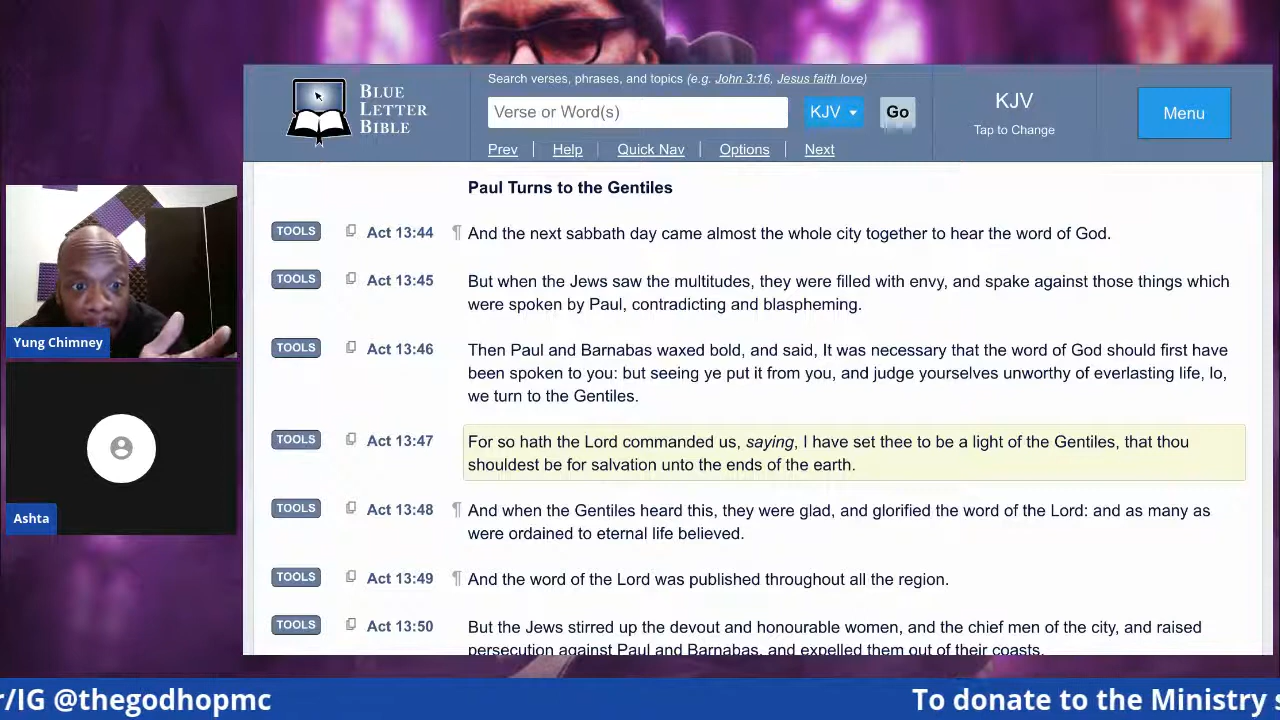 Search verses, phrases, and topics (e.g. John 3:16, Jesus faith love)
BLUE
LETTER
BIBLE
Verse or Word(s)
KJV
Go
KJV
Tap to Change
Menu
Prev
Help
Quick Nav
Options
Next
Paul Turns to the Gentiles
TOOLS Act 13:44 ¶ And the next sabbath day came almost the whole city together to hear the word of God.
TOOLS Act 13:45 But when the Jews saw the multitudes, they were filled with envy, and spake against those things which
were spoken by Paul, contradicting and blaspheming.
TOOLS Act 13:46 Then Paul and Barnabas waxed bold, and said, It was necessary that the word of God should first have
been spoken to you: but seeing ye put it from you, and judge yourselves unworthy of everlasting life, lo,
we turn to the Gentiles.
TOOLS Act 13:47 For so hath the Lord commanded us, saying, I have set thee to be a light of the Gentiles, that thou
shouldest be for salvation unto the ends of the earth.
TOOLS Act 13:48 ¶ And when the Gentiles heard this, they were glad, and glorified the word of the Lord: and as many as
were ordained to eternal life believed.
TOOLS Act 13:49 ¶ And the word of the Lord was published throughout all the region.
TOOLS Act 13:50 But the Jews stirred up the devout and honourable women, and the chief men of the city, and raised
persecution against Paul and Barnabas, and expelled them out of their coasts.
Yung Chimney
Ashta
r/IG @thegodhopmc
To donate to the Ministry s